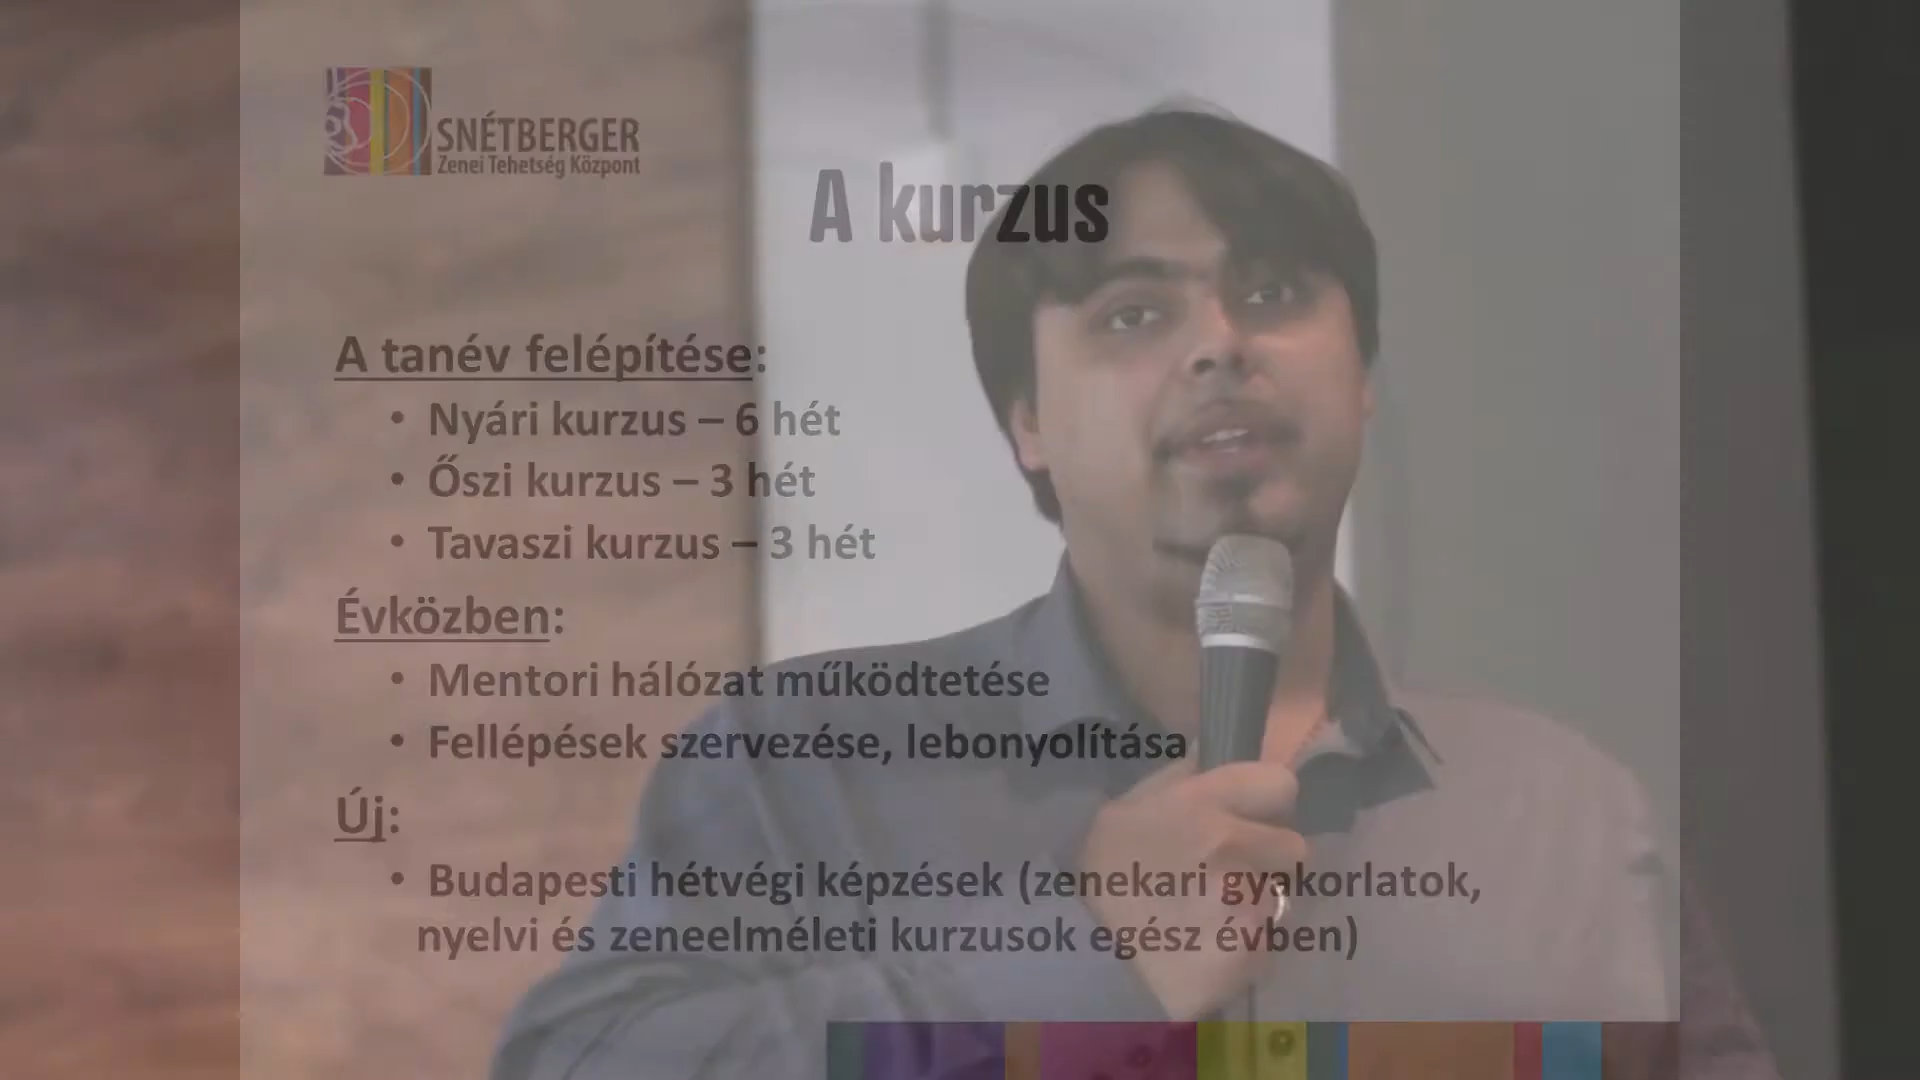 SNÉTBERGER
Zenei Tehetség Központ
A kurzus
A tanév felépítése:
• Nyári kurzus – 6 hét
• Őszi kurzus – 3 hét
• Tavaszi kurzus – 3 hét
Évközben:
• Mentori hálózat működtetése
• Fellépések szervezése, lebonyolítása
Új:
• Budapesti hétvégi képzések (zenekari gyakorlatok,
nyelvi és zeneelméleti kurzusok egész évben)